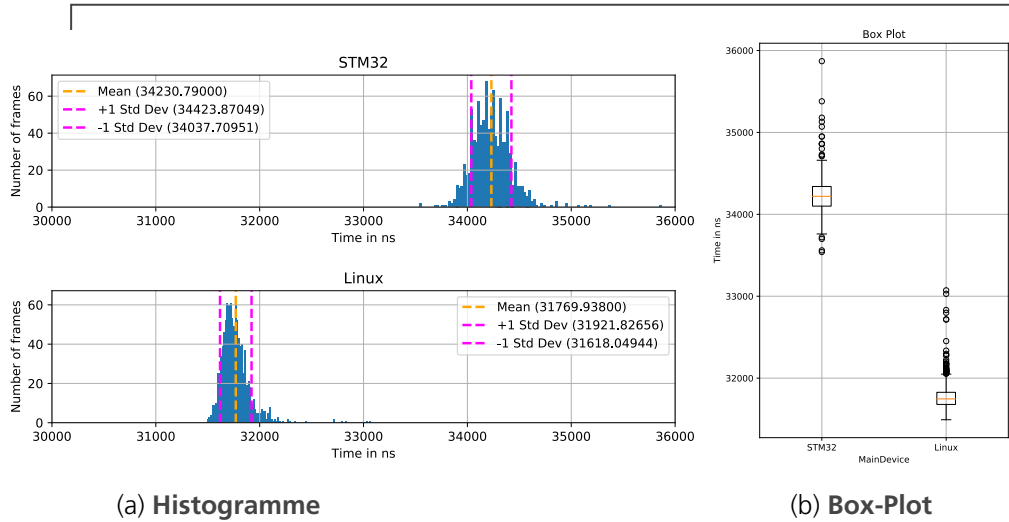 STM32
Number of frames
60
40
20
0
Mean (34230.79000)
+1 Std Dev (34423.87049)
-1 Std Dev (34037.70951)
30000 31000 32000 33000 34000 35000 36000
Time in ns
Linux
Number of frames
60
40
20
0
Mean (31769.93800)
+1 Std Dev (31921.82656)
-1 Std Dev (31618.04944)
30000 31000 32000 33000 34000 35000 36000
Time in ns
(a) Histogramme
Box Plot
Time in ns
36000
35000
34000
33000
32000
STM32 Linux
MainDevice
(b) Box-Plot